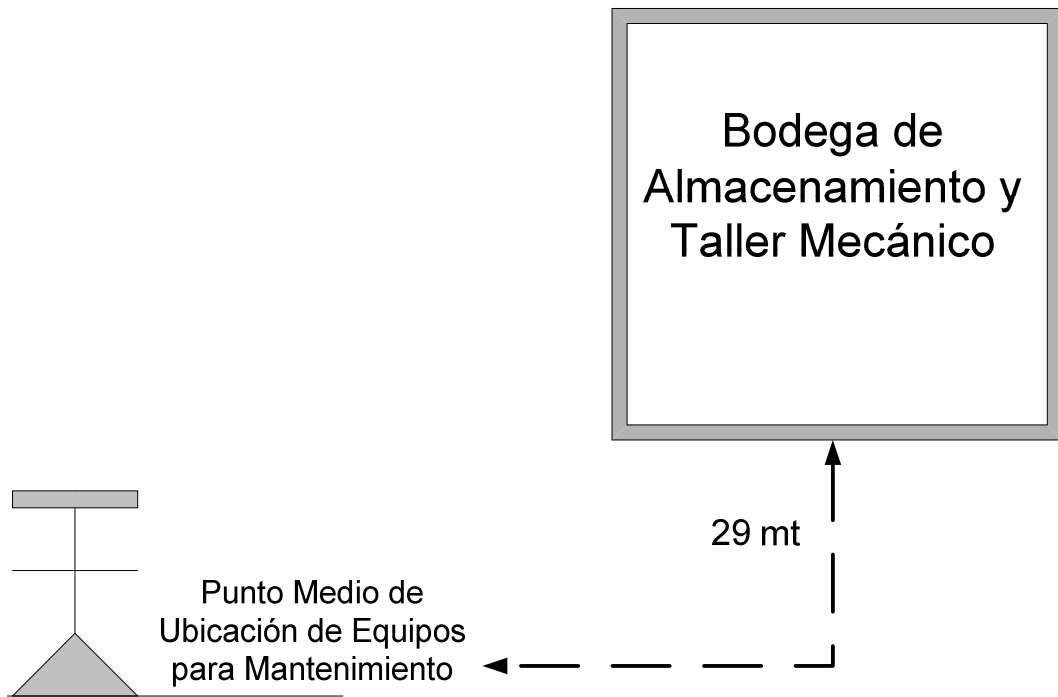 Bodega de
Almacenamiento y
Taller Mecánico
29 mt
Punto Medio de
Ubicación de Equipos
para Mantenimiento